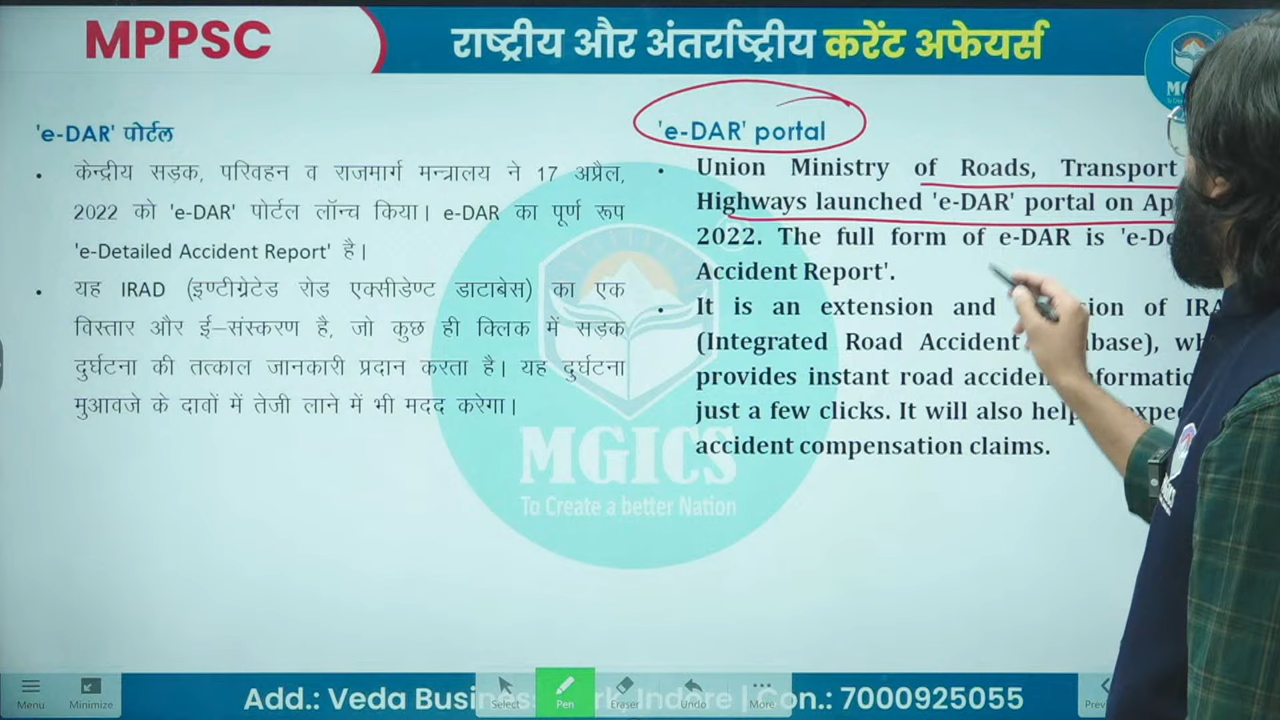 MPPSC
राष्ट्रीय और अंतर्राष्ट्रीय करेंट अफेयर्स
'e-DAR' पोर्टल
• केन्द्रीय सड़क, परिवहन व राजमार्ग मन्त्रालय ने 17 अप्रैल,
2022 को 'e-DAR' पोर्टल लॉन्च किया। e-DAR का पूर्ण रूप
'e-Detailed Accident Report' है।
• यह IRAD (इण्टीग्रेटेड रोड एक्सीडेण्ट डाटाबेस) का एक
विस्तार और ई–संस्करण है, जो कुछ ही क्लिक में सड़क
दुर्घटना की तत्काल जानकारी प्रदान करता है। यह दुर्घटना
मुआवजे के दावों में तेजी लाने में भी मदद करेगा।
'e-DAR' portal
• Union Ministry of Roads, Transport
Highways launched 'e-DAR' portal on
2022. The full form of e-DAR is
Accident Report'.
• It is an extension and of
(Integrated Road Accident
provides instant road
just a few clicks. It will also help
accident compensation claims.
MGICS
To Create a better Nation
Add.: Veda Indore | Con.: 7000925055
Menu
Minimize
Select
Pen
Eraser
Undo
More